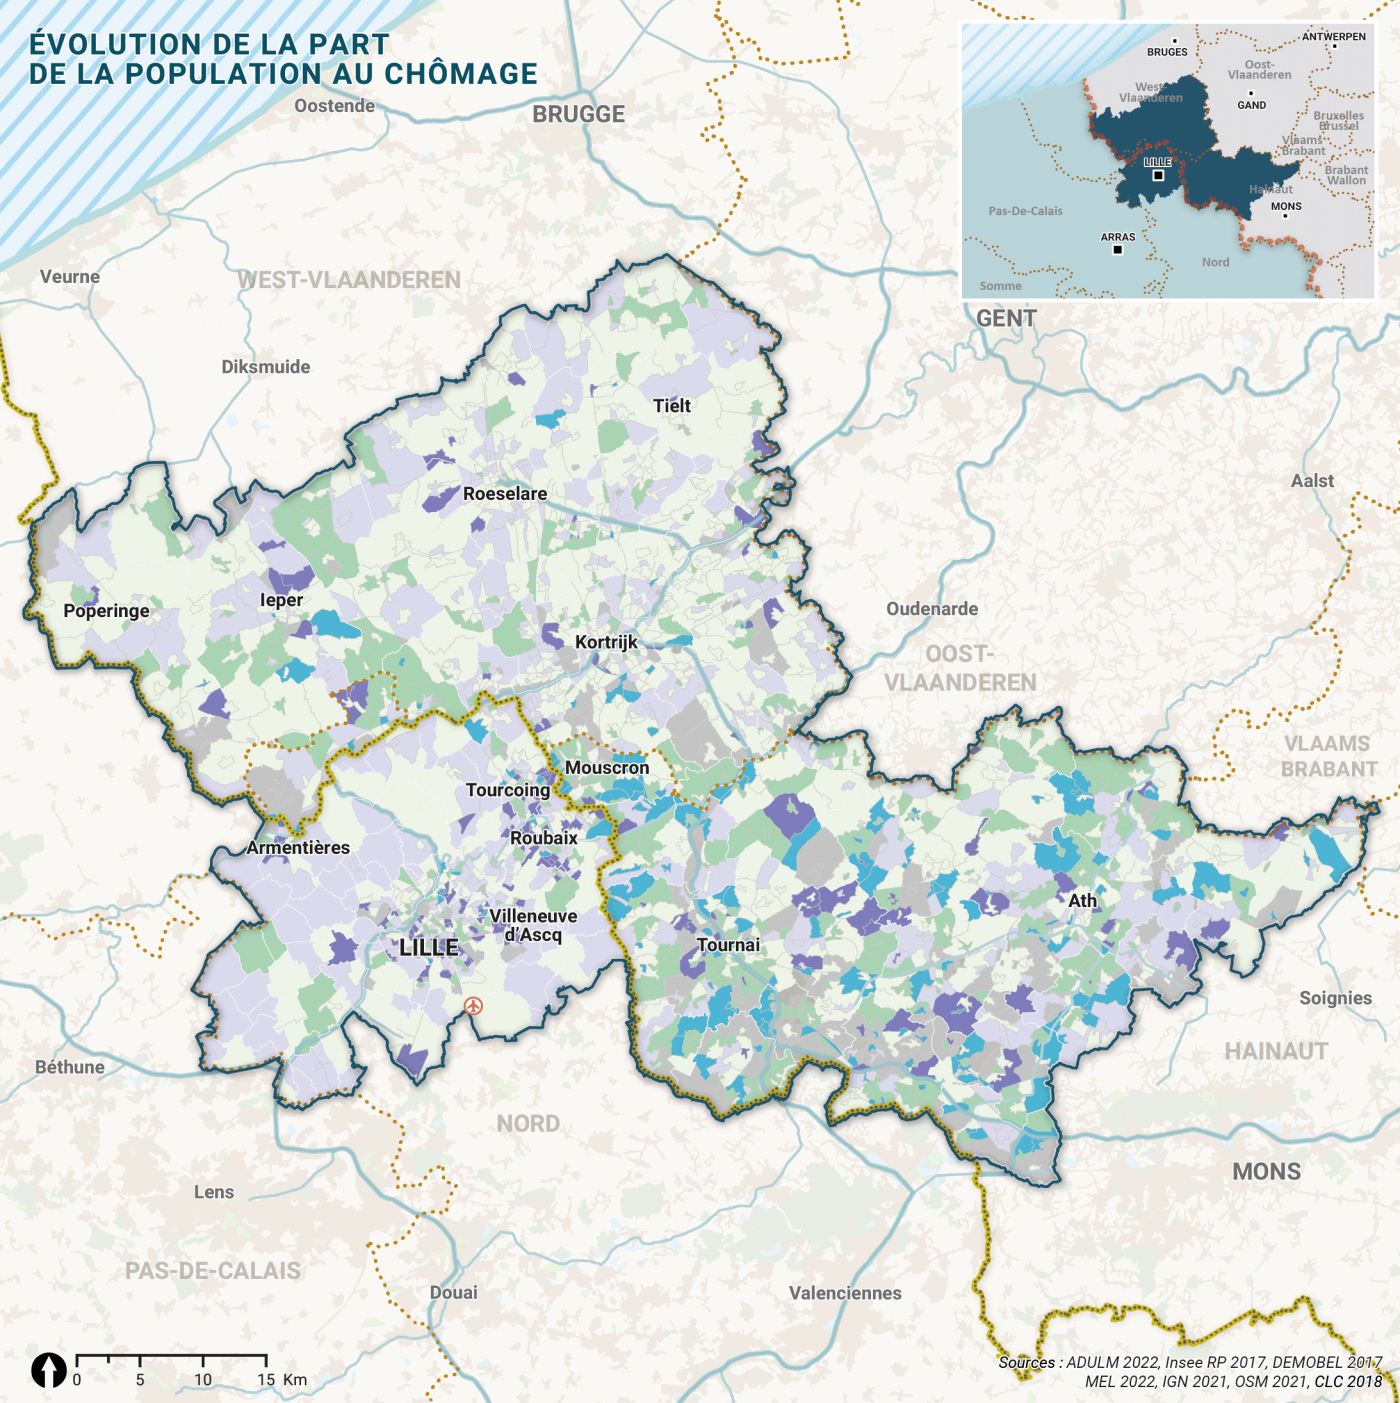 ÉVOLUTION DE LA PART
DE LA POPULATION AU CHÔMAGE
BRUGES
ANTWERPEN
Oost-
Vlaanderen
West-
Vlaanderen
GAND
Bruxelles
Brussel
Vlaams
Brabant
LILLE
Brabant
Wallon
Hainaut
MONS
Pas-De-Calais
ARRAS
Nord
Somme
Oostende
BRUGGE
Veurne
WEST-VLAANDEREN
GENT
Diksmuide
Tielt
Aalst
Roeselare
Poperinge
Ieper
Oudenarde
Kortrijk
OOST-
VLAANDEREN
VLAAMS
BRABANT
Mouscron
Tourcoing
Roubaix
Armentières
Ath
Villeneuve
d'Ascq
LILLE
Tournai
Soignies
HAINAUT
Béthune
NORD
MONS
Lens
PAS-DE-CALAIS
Douai
Valenciennes
0 5 10 15 Km
Sources : ADULM 2022, Insee RP 2017, DEMOBEL 2017
MEL 2022, IGN 2021, OSM 2021, CLC 2018